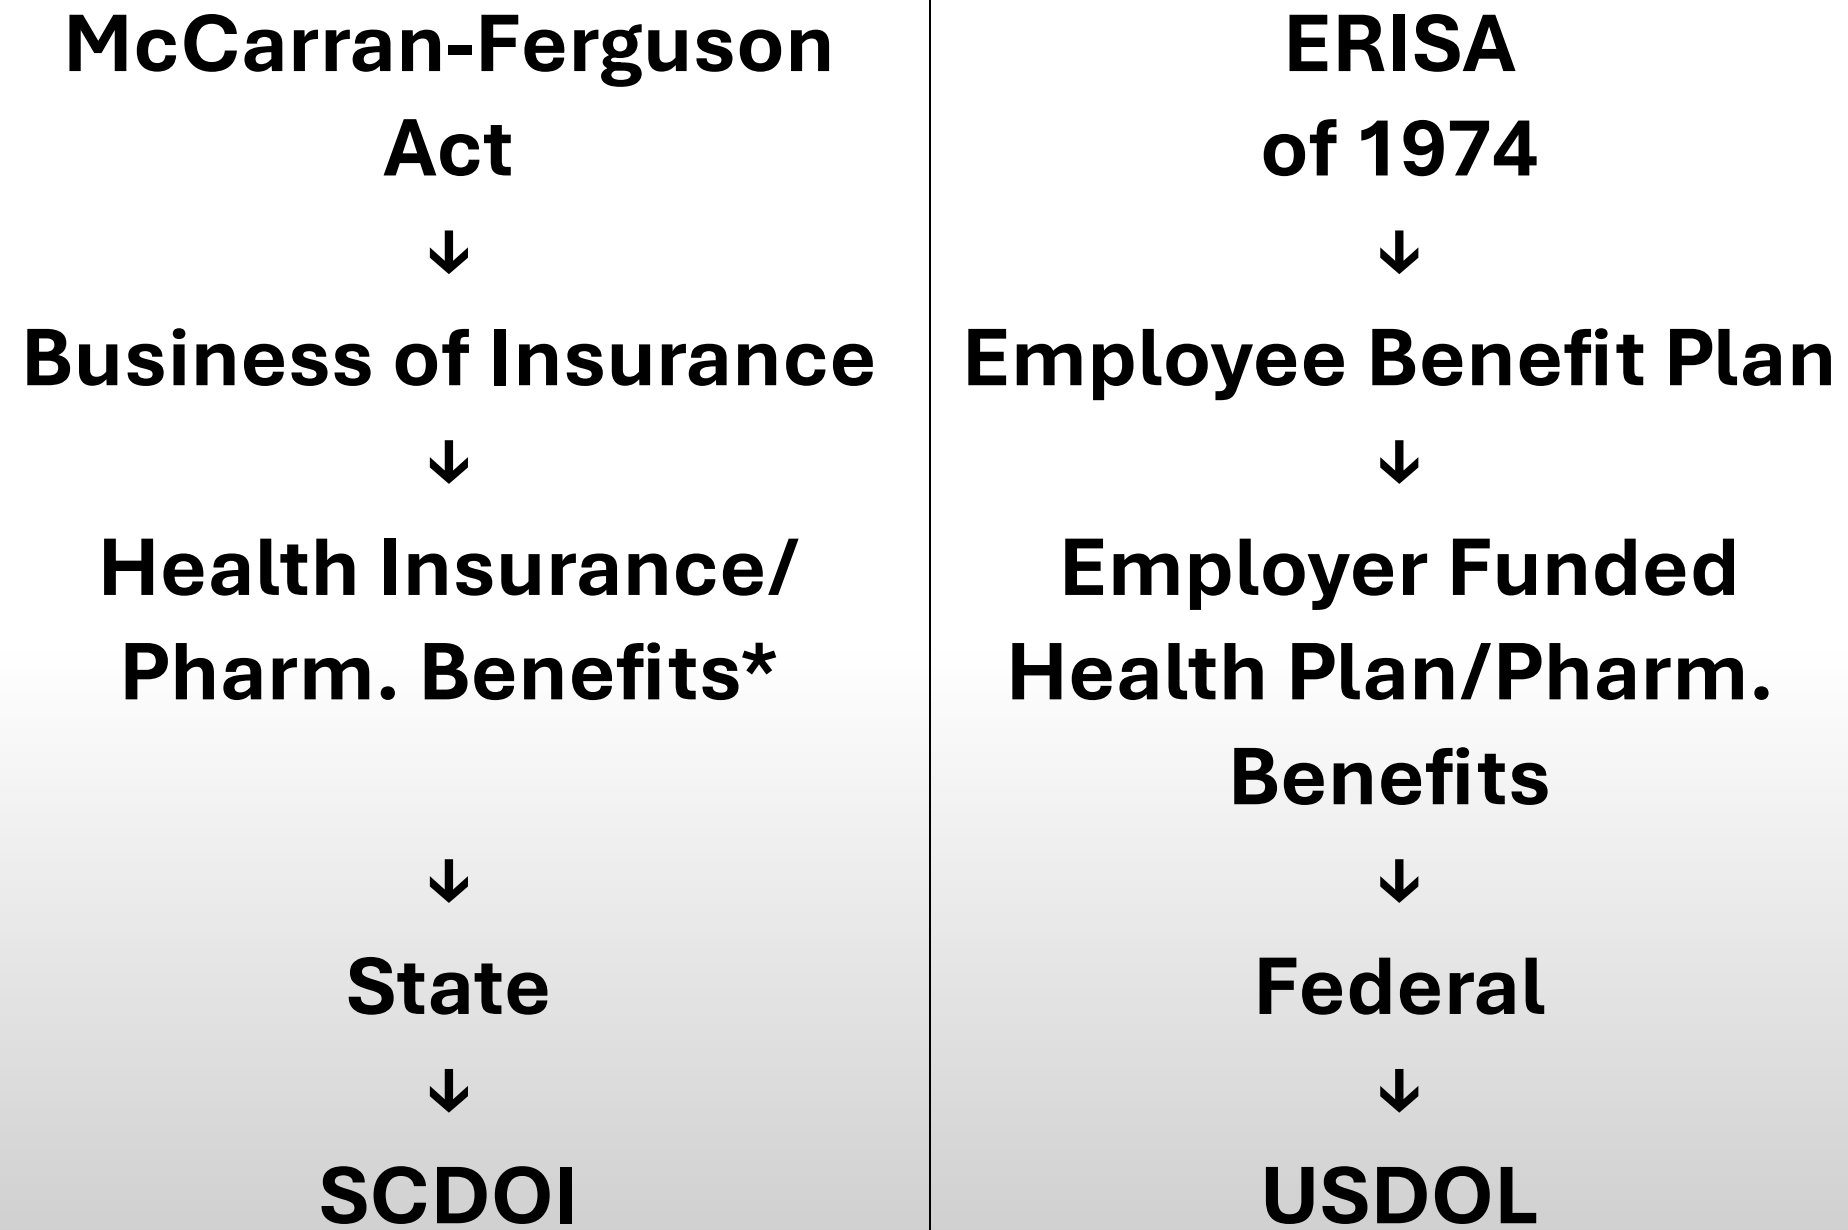 McCarran-Ferguson
Act
↓
Business of Insurance
↓
Health Insurance/
Pharm. Benefits*
↓
State
↓
SCDOI
ERISA
of 1974
↓
Employee Benefit Plan
↓
Employer Funded
Health Plan/Pharm.
Benefits
↓
Federal
↓
USDOL